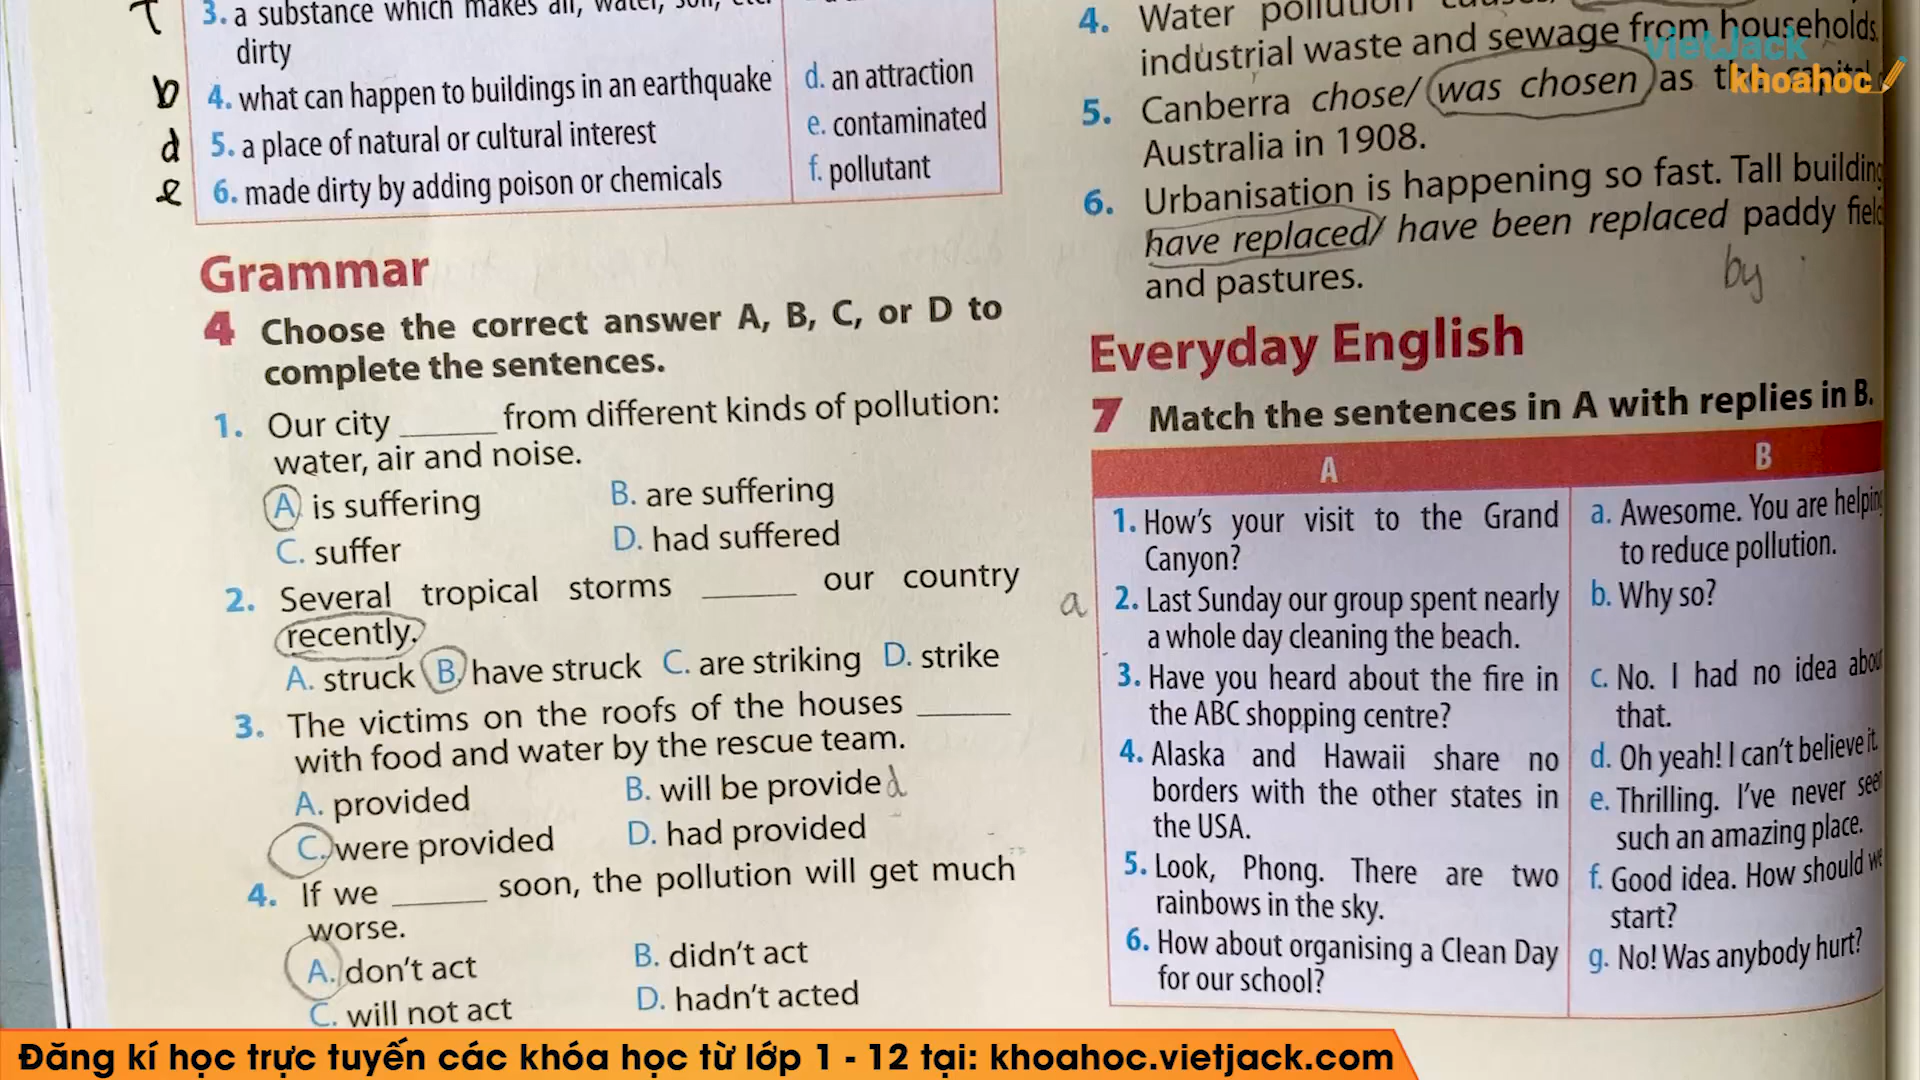 3. a substance which makes air, water, soil, etc.
dirty
b 4. what can happen to buildings in an earthquake
d 5. a place of natural or cultural interest
e 6. made dirty by adding poison or chemicals
d. an attraction
e. contaminated
f. pollutant
Grammar
4 Choose the correct answer A, B, C, or D to
complete the sentences.
1. Our city ______ from different kinds of pollution:
water, air and noise.
A. is suffering B. are suffering
C. suffer D. had suffered
2. Several tropical storms ______ our country
recently.
A. struck B. have struck C. are striking D. strike
3. The victims on the roofs of the houses ______
with food and water by the rescue team.
A. provided B. will be provided
C. were provided D. had provided
4. If we ______ soon, the pollution will get much
worse.
A. don't act B. didn't act
C. will not act D. hadn't acted
4. Water pollution
industrial waste and sewage from households.
5. Canberra chose/ was chosen as the capital
Australia in 1908.
6. Urbanisation is happening so fast. Tall building
have replaced/ have been replaced paddy field
and pastures.
by
Everyday English
7 Match the sentences in A with replies in B.
A B
1. How's your visit to the Grand
Canyon?
a 2. Last Sunday our group spent nearly
a whole day cleaning the beach.
3. Have you heard about the fire in
the ABC shopping centre?
4. Alaska and Hawaii share no
borders with the other states in
the USA.
5. Look, Phong. There are two
rainbows in the sky.
6. How about organising a Clean Day
for our school?
a. Awesome. You are helping
to reduce pollution.
b. Why so?
c. No. I had no idea about
that.
d. Oh yeah! I can't believe it.
e. Thrilling. I've never seen
such an amazing place.
f. Good idea. How should we
start?
g. No! Was anybody hurt?
vietJack
khoahoc
Đăng kí học trực tuyến các khóa học từ lớp 1 - 12 tại: khoahoc.vietjack.com